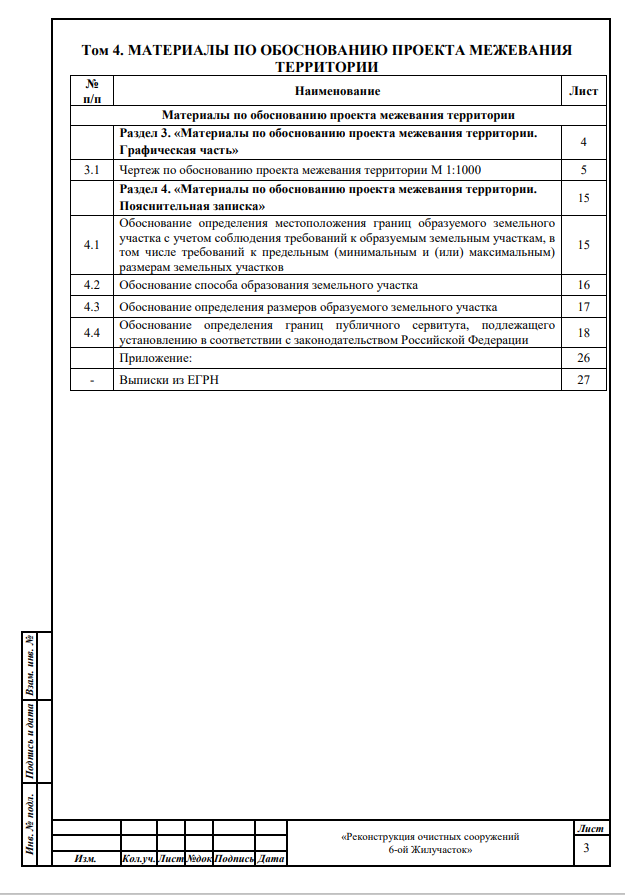 Том 4. МАТЕРИАЛЫ ПО ОБОСНОВАНИЮ ПРОЕКТА МЕЖЕВАНИЯ
ТЕРРИТОРИИ
№
п/п
Наименование
Лист
Материалы по обоснованию проекта межевания территории
Раздел 3. «Материалы по обоснованию проекта межевания территории.
Графическая часть»
4
3.1
Чертеж по обоснованию проекта межевания территории М 1:1000
5
Раздел 4. «Материалы по обоснованию проекта межевания территории.
Пояснительная записка»
15
4.1
Обоснование определения местоположения границ образуемого земельного
участка с учетом соблюдения требований к образуемым земельным участкам, в
том числе требований к предельным (минимальным и (или) максимальным)
размерам земельных участков
15
4.2
Обоснование способа образования земельного участка
16
4.3
Обоснование определения размеров образуемого земельного участка
17
4.4
Обоснование определения границ публичного сервитута, подлежащего
установлению в соответствии с законодательством Российской Федерации
18
Приложение:
26
-
Выписки из ЕГРН
27
Взам. инв. №
Подпись и дата
Инв. № подл.
Изм.
Кол.уч.
Лист
№док
Подпись
Дата
«Реконструкция очистных сооружений
6-ой Жилучасток»
Лист
3